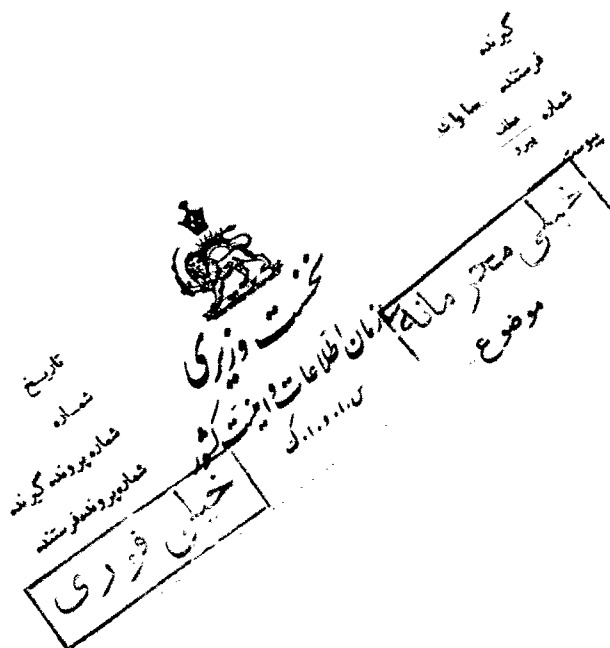 گیرنده
فرستنده ساواک
شماره
پیوست
خیلی محرمانه
موضوع
نخست وزیری
سازمان اطلاعات و امنیت کشور
س.ا.و.ا.ک
تاریخ
شماره
شماره پرونده گیرنده
شماره پرونده فرستنده
خیلی فوری